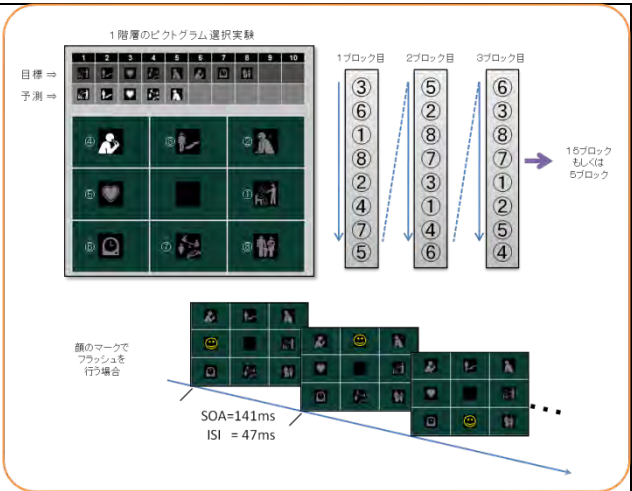 1階層のピクトグラム選択実験
1 2 3 4 5 6 7 8 9 10
目標 ⇒
予測 ⇒
④ ③ ②
⑤ ①
⑥ ⑦ ⑧
1ブロック目 2ブロック目 3ブロック目
③ ⑤ ⑥
⑥ ② ③
① ⑧ ⑧
⑧ ⑦ ⑦
② ③ ①
④ ① ②
⑦ ④ ⑤
⑤ ⑥ ④
15ブロック
もしくは
5ブロック
顔のマークで
フラッシュを
行う場合
SOA=141ms
ISI = 47ms